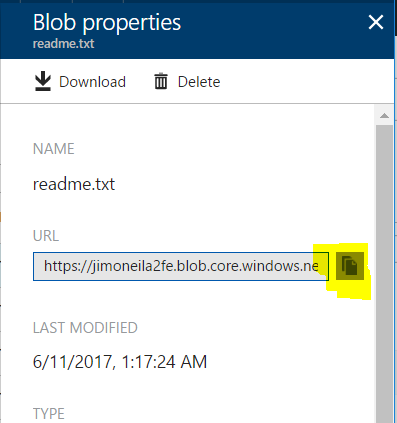 Blob properties
readme.txt
Download Delete
NAME
readme.txt
URL
https://jimoneila2fe.blob.core.windows.ne
LAST MODIFIED
6/11/2017, 1:17:24 AM
TYPE